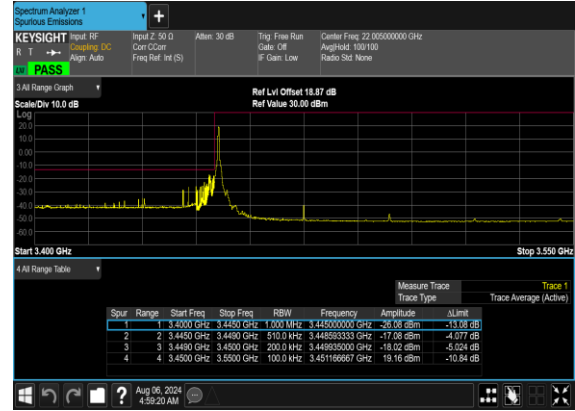 Spectrum Analyzer 1
Spurious Emissions
+
KEYSIGHT Input: RF Input Z: 50 Ω Atten: 30 dB Trig: Free Run Center Freq: 22.005000000 GHz
R T Coupling: DC Corr CCorr Gate: Off Avg|Hold: 100/100
Align: Auto Freq Ref: Int (S) IF Gain: Low Radio Std: None
PASS
3 All Range Graph
Ref Lvl Offset 18.87 dB
Scale/Div 10.0 dB Ref Value 30.00 dBm
Log
20.0
10.0
0.00
-10.0
-20.0
-30.0
-40.0
-50.0
-60.0
Start 3.400 GHz Stop 3.550 GHz
4 All Range Table
Measure Trace Trace 1
Trace Type Trace Average (Active)
Spur Range Start Freq Stop Freq RBW Frequency Amplitude ΔLimit
1 1 3.4000 GHz 3.4450 GHz 1.000 MHz 3.445000000 GHz -26.08 dBm -13.08 dB
2 2 3.4450 GHz 3.4490 GHz 510.0 kHz 3.448593333 GHz -17.08 dBm -4.077 dB
3 3 3.4490 GHz 3.4500 GHz 200.0 kHz 3.449935000 GHz -18.02 dBm -5.024 dB
4 4 3.4500 GHz 3.5500 GHz 100.0 kHz 3.451166667 GHz 19.16 dBm -10.84 dB
? Aug 06, 2024
4:59:20 AM